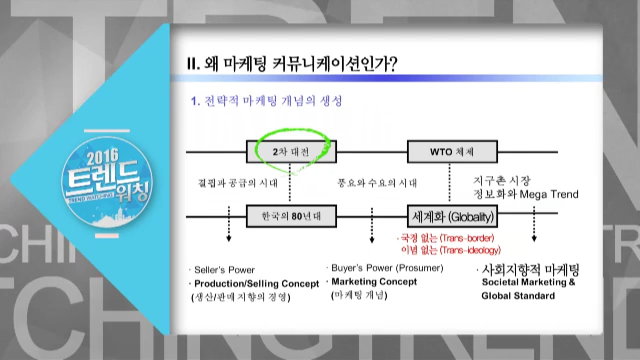 II. 왜 마케팅 커뮤니케이션인가?
1. 전략적 마케팅 개념의 생성
2차 대전
WTO 체제
결핍과 공급의 시대
풍요와 수요의 시대
지구촌 시장
정보화와 Mega Trend
한국의 80년대
세계화 (Globality)
· 국경 없는 (Trans-border)
이념 없는 (Trans-ideology)
· Seller's Power
· Production/Selling Concept
(생산/판매 지향의 경영)
· Buyer's Power (Prosumer)
· Marketing Concept
(마케팅 개념)
· 사회지향적 마케팅
Societal Marketing &
Global Standard
2016
트렌드
TREND WATCHING
워칭
CHING
TCHING TREND